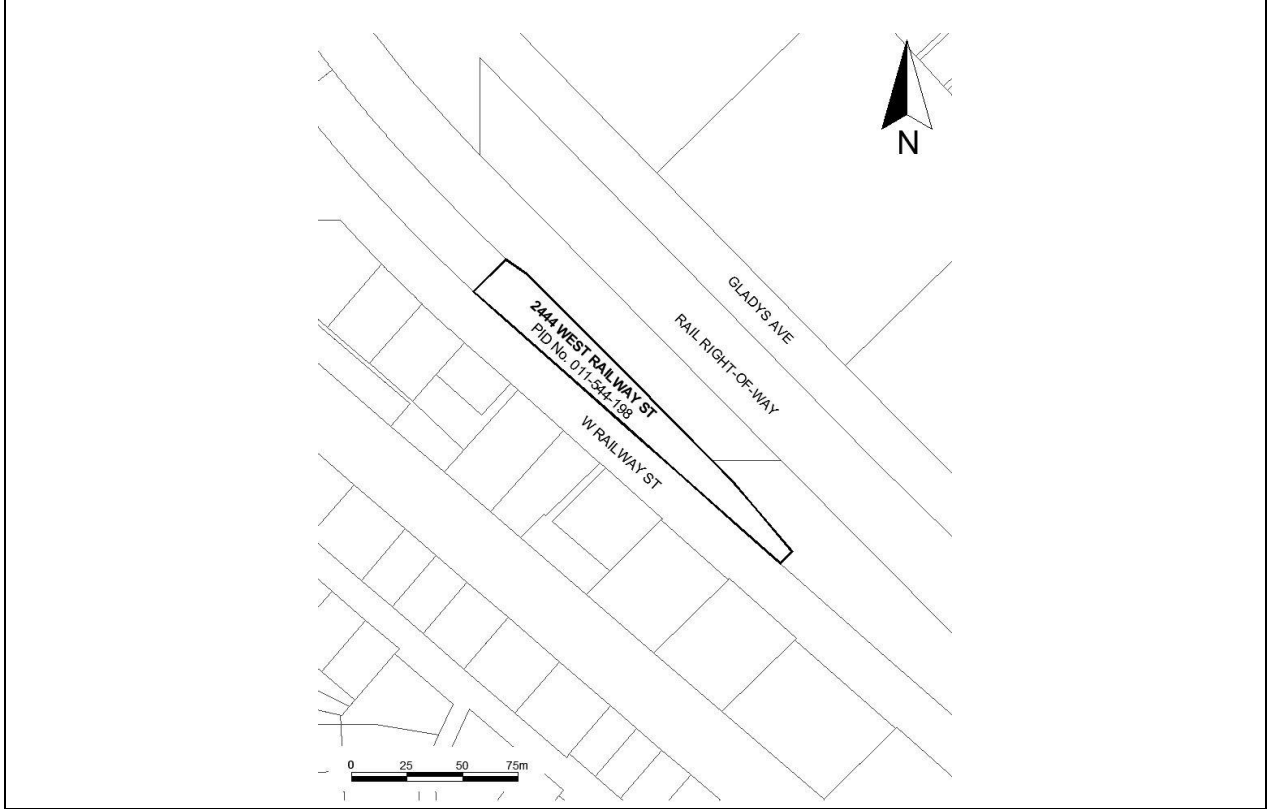 N
GLADYS AVE
RAIL RIGHT-OF-WAY
2444 WEST RAILWAY ST
PID No. 011-544-198
W RAILWAY ST
0 25 50 75m